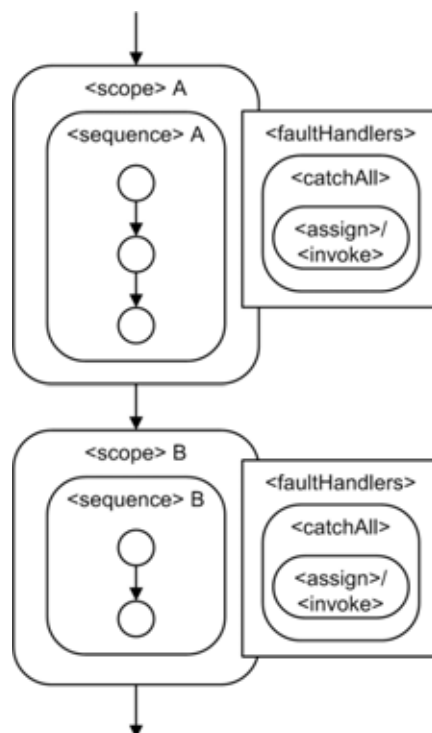 <scope> A
<sequence> A
<faultHandlers>
<catchAll>
<assign>/
<invoke>
<scope> B
<sequence> B
<faultHandlers>
<catchAll>
<assign>/
<invoke>